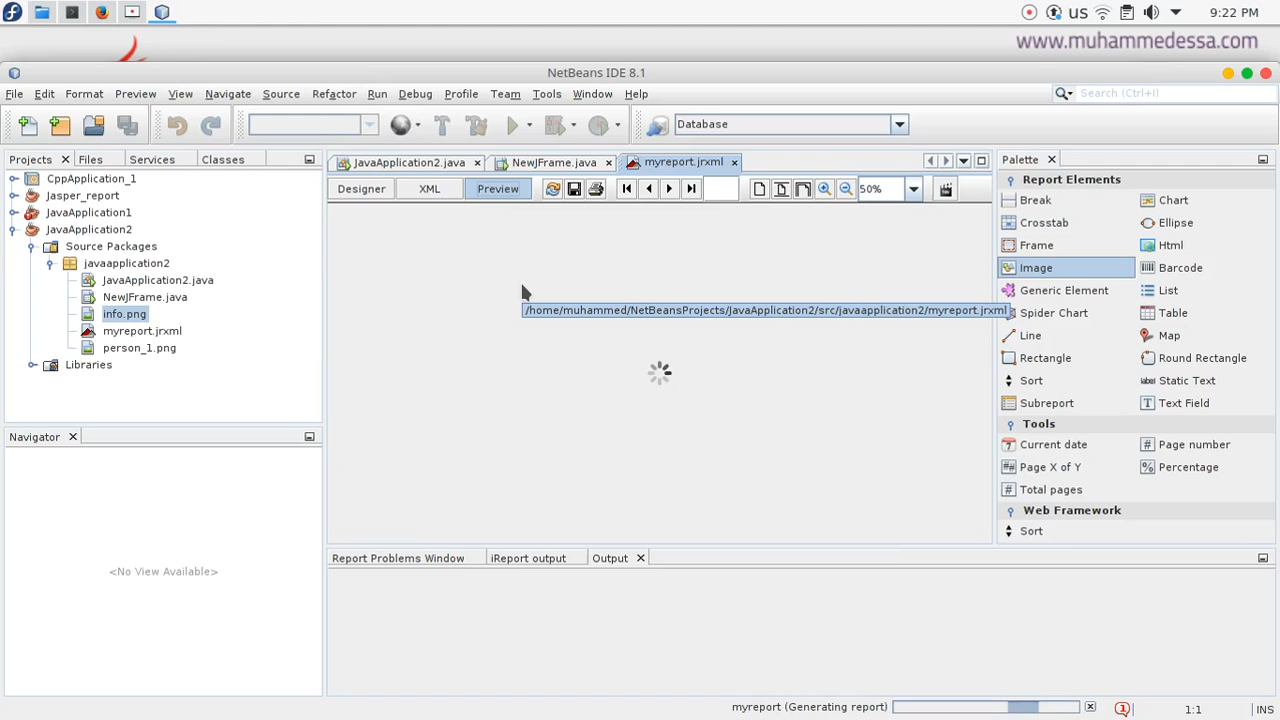 us
9:22 PM
www.muhammedessa.com
NetBeans IDE 8.1
File Edit Format Preview View Navigate Source Refactor Run Debug Profile Team Tools Window Help
Search (Ctrl+I)
Database
Projects Files Services Classes
JavaApplication2.java NewJFrame.java myreport.jrxml
Palette
Designer XML Preview
50%
CppApplication_1
Jasper_report
JavaApplication1
JavaApplication2
Source Packages
javaapplication2
JavaApplication2.java
NewJFrame.java
info.png
myreport.jrxml
person_1.png
Libraries
/home/muhammed/NetBeansProjects/JavaApplication2/src/javaapplication2/myreport.jrxml
Report Elements
Break Chart
Crosstab Ellipse
Frame Html
Image Barcode
Generic Element List
Spider Chart Table
Line Map
Rectangle Round Rectangle
Sort label Static Text
Subreport Text Field
Tools
Current date Page number
Page X of Y Percentage
Total pages
Web Framework
Sort
Navigator
<No View Available>
Report Problems Window iReport output Output
myreport (Generating report)
1
1:1
INS